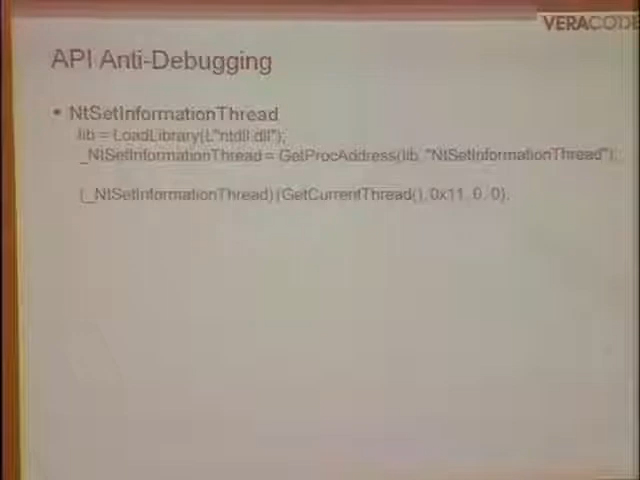 VERACODE
API Anti-Debugging
• NtSetInformationThread
lib = LoadLibrary(L"ntdll.dll");
_NtSetInformationThread = GetProcAddress(lib, "NtSetInformationThread");
(_NtSetInformationThread) (GetCurrentThread(), 0x11, 0, 0);